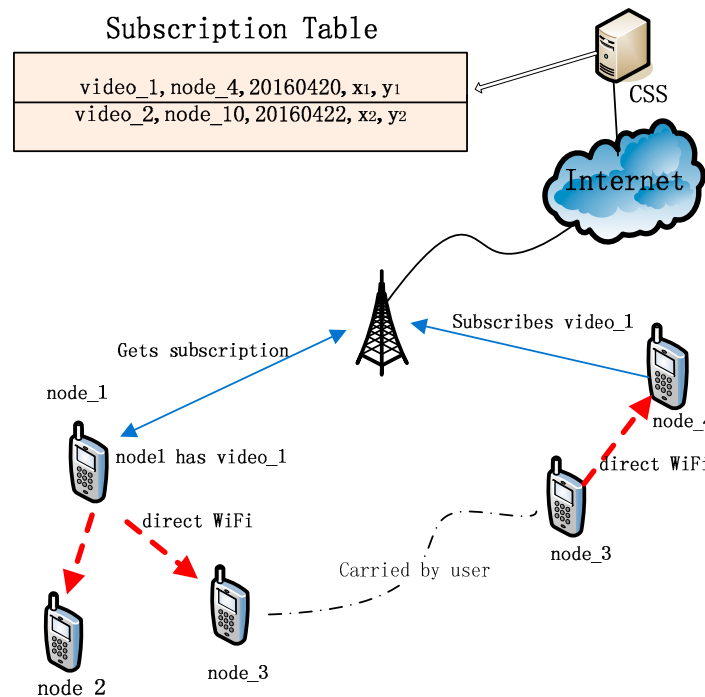 Subscription Table
video_1, node_4, 20160420, x1, y1
video_2, node_10, 20160422, x2, y2
CSS
Internet
Subscribes video_1
Gets subscription
node_1
node_4
node1 has video_1
direct WiFi
direct WiFi
node_3
Carried by user
node_3
node 2